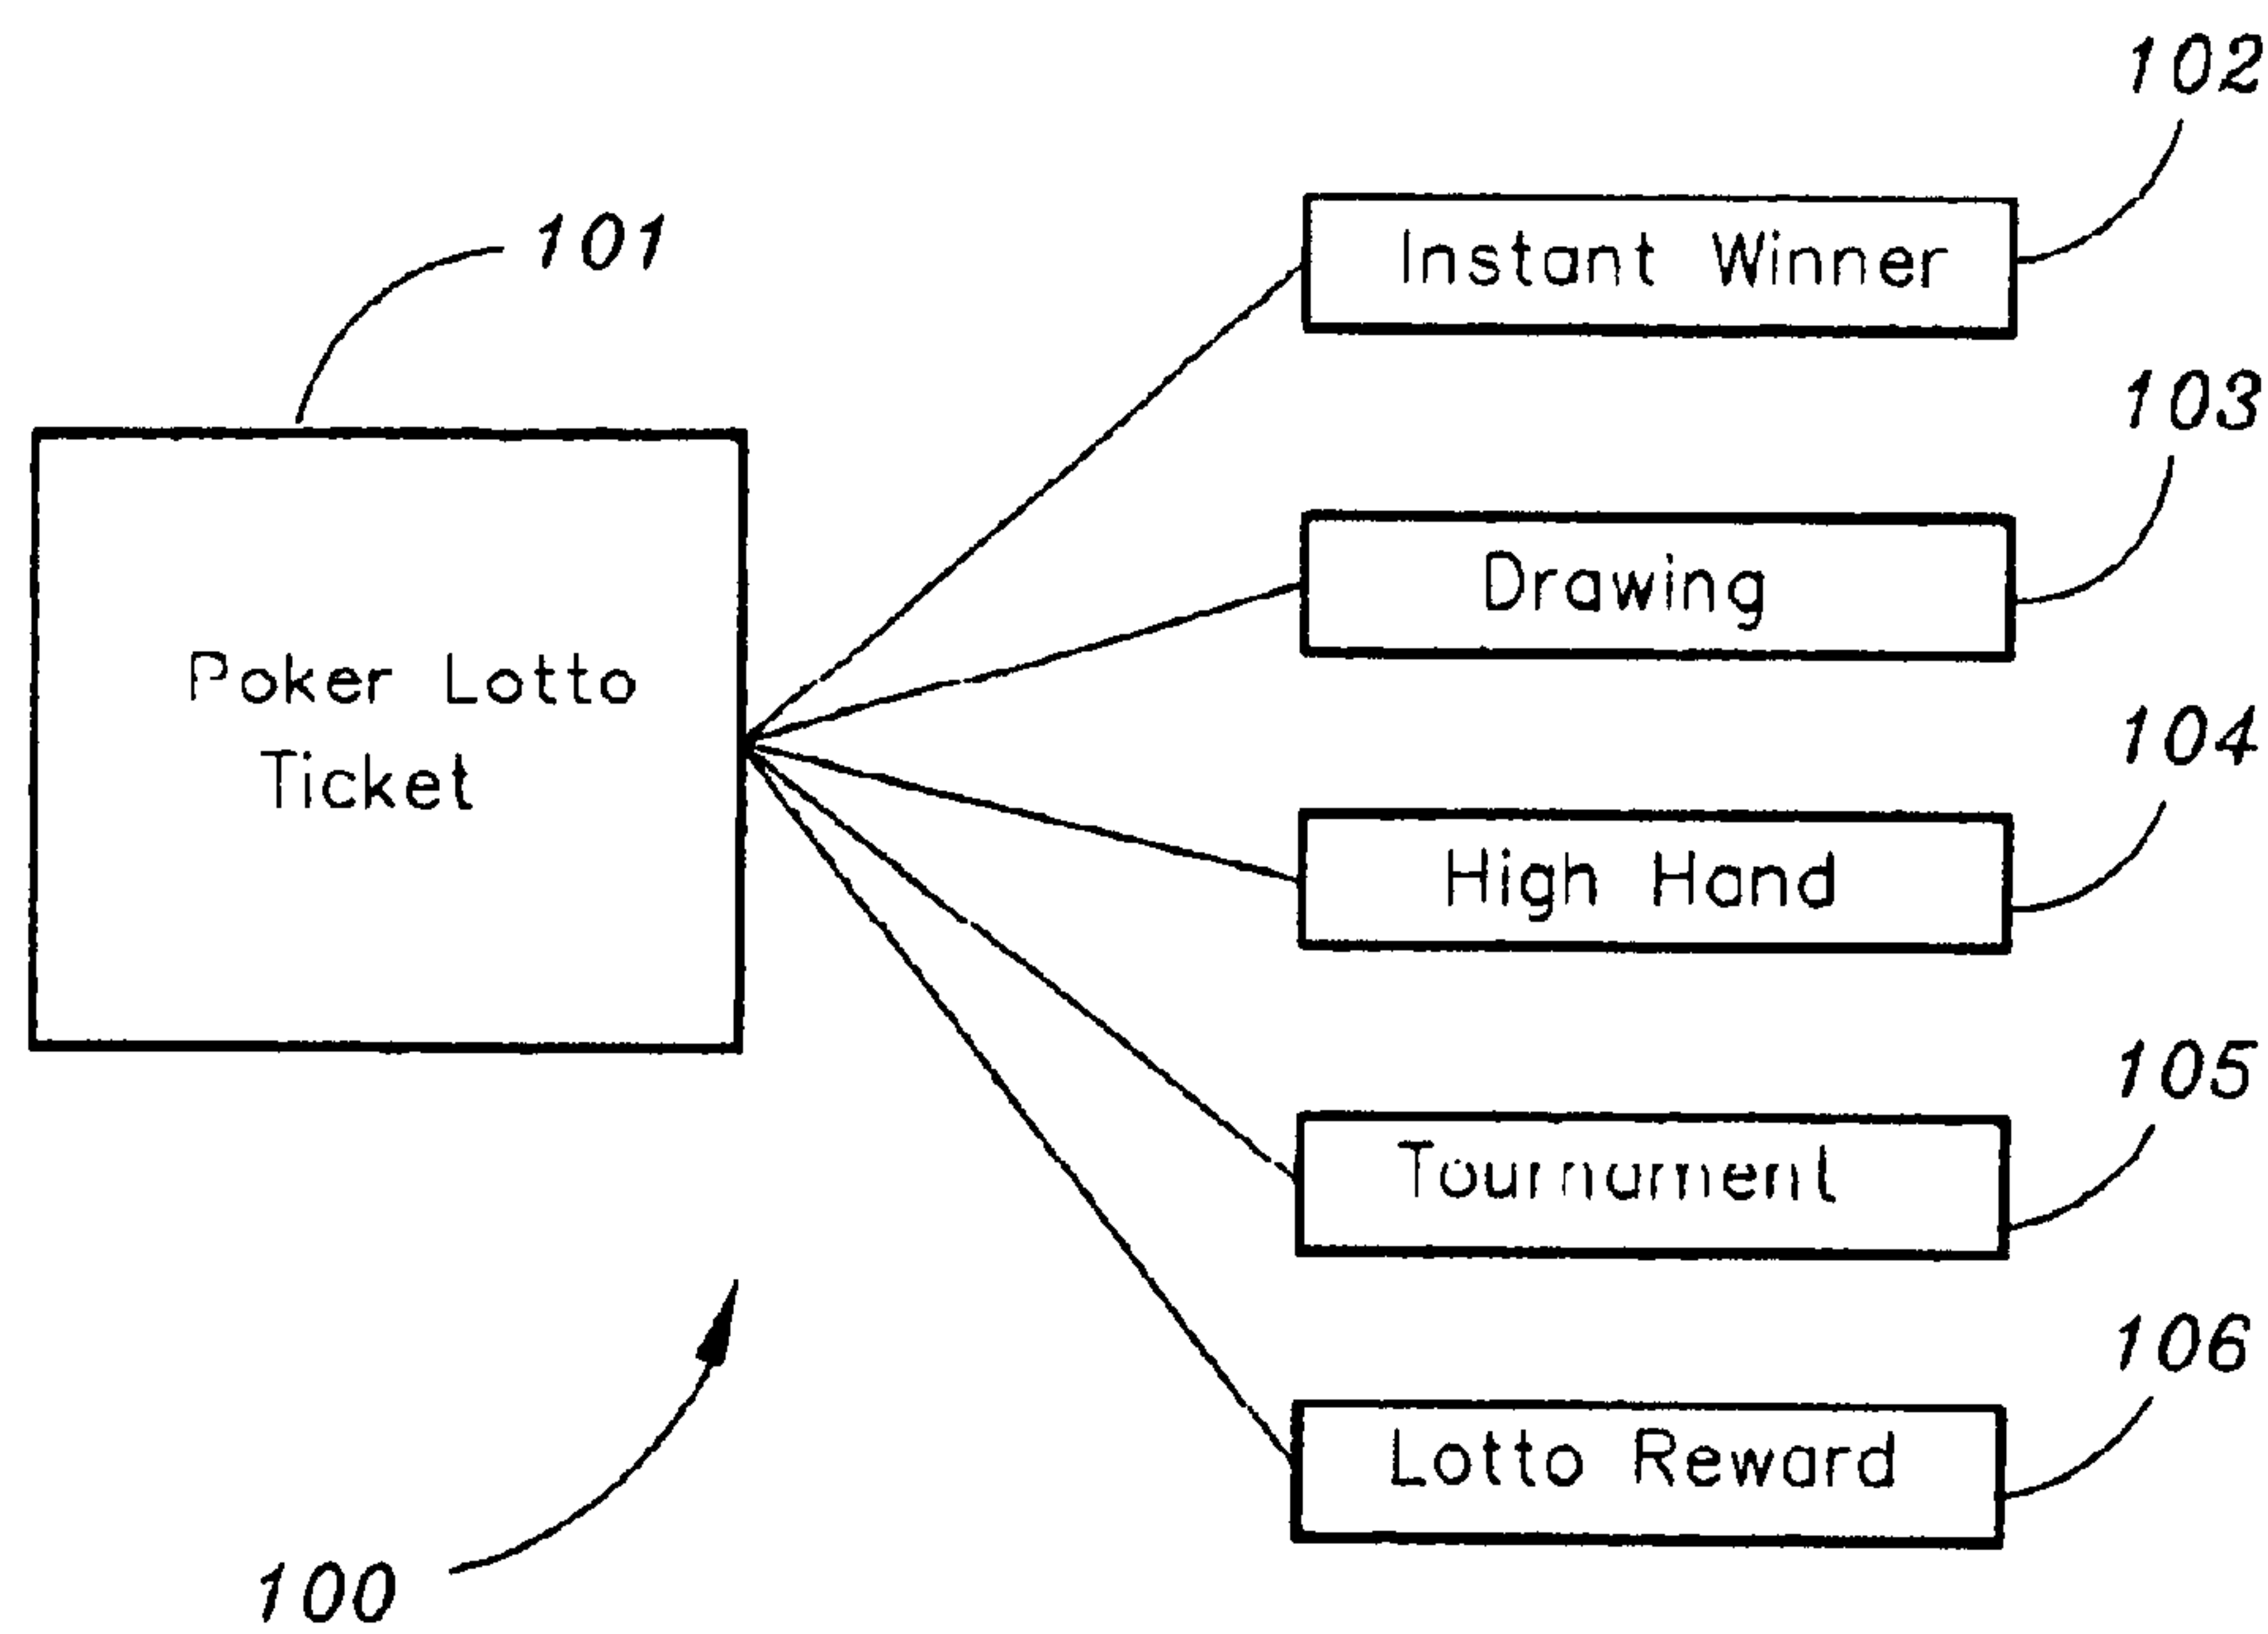 102
101
Instant Winner
103
Drawing
Poker Lotto
Ticket
104
High Hand
105
Tournament
106
Lotto Reward
100